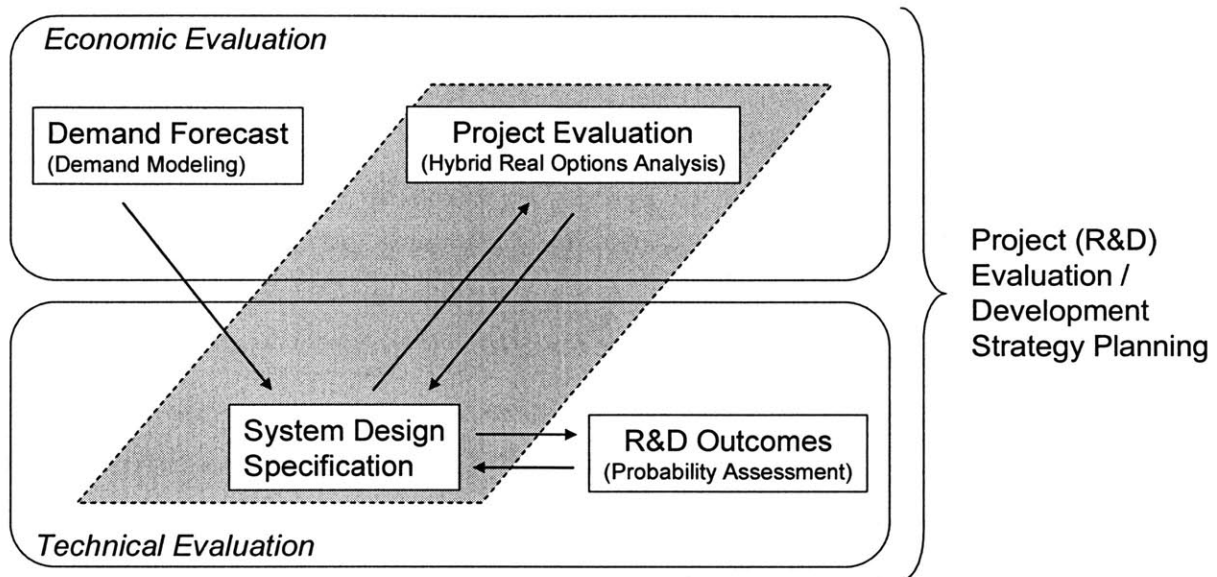 Economic Evaluation
Demand Forecast
(Demand Modeling)
Project Evaluation
(Hybrid Real Options Analysis)
Project (R&D)
Evaluation /
Development
Strategy Planning
System Design
Specification
R&D Outcomes
(Probability Assessment)
Technical Evaluation